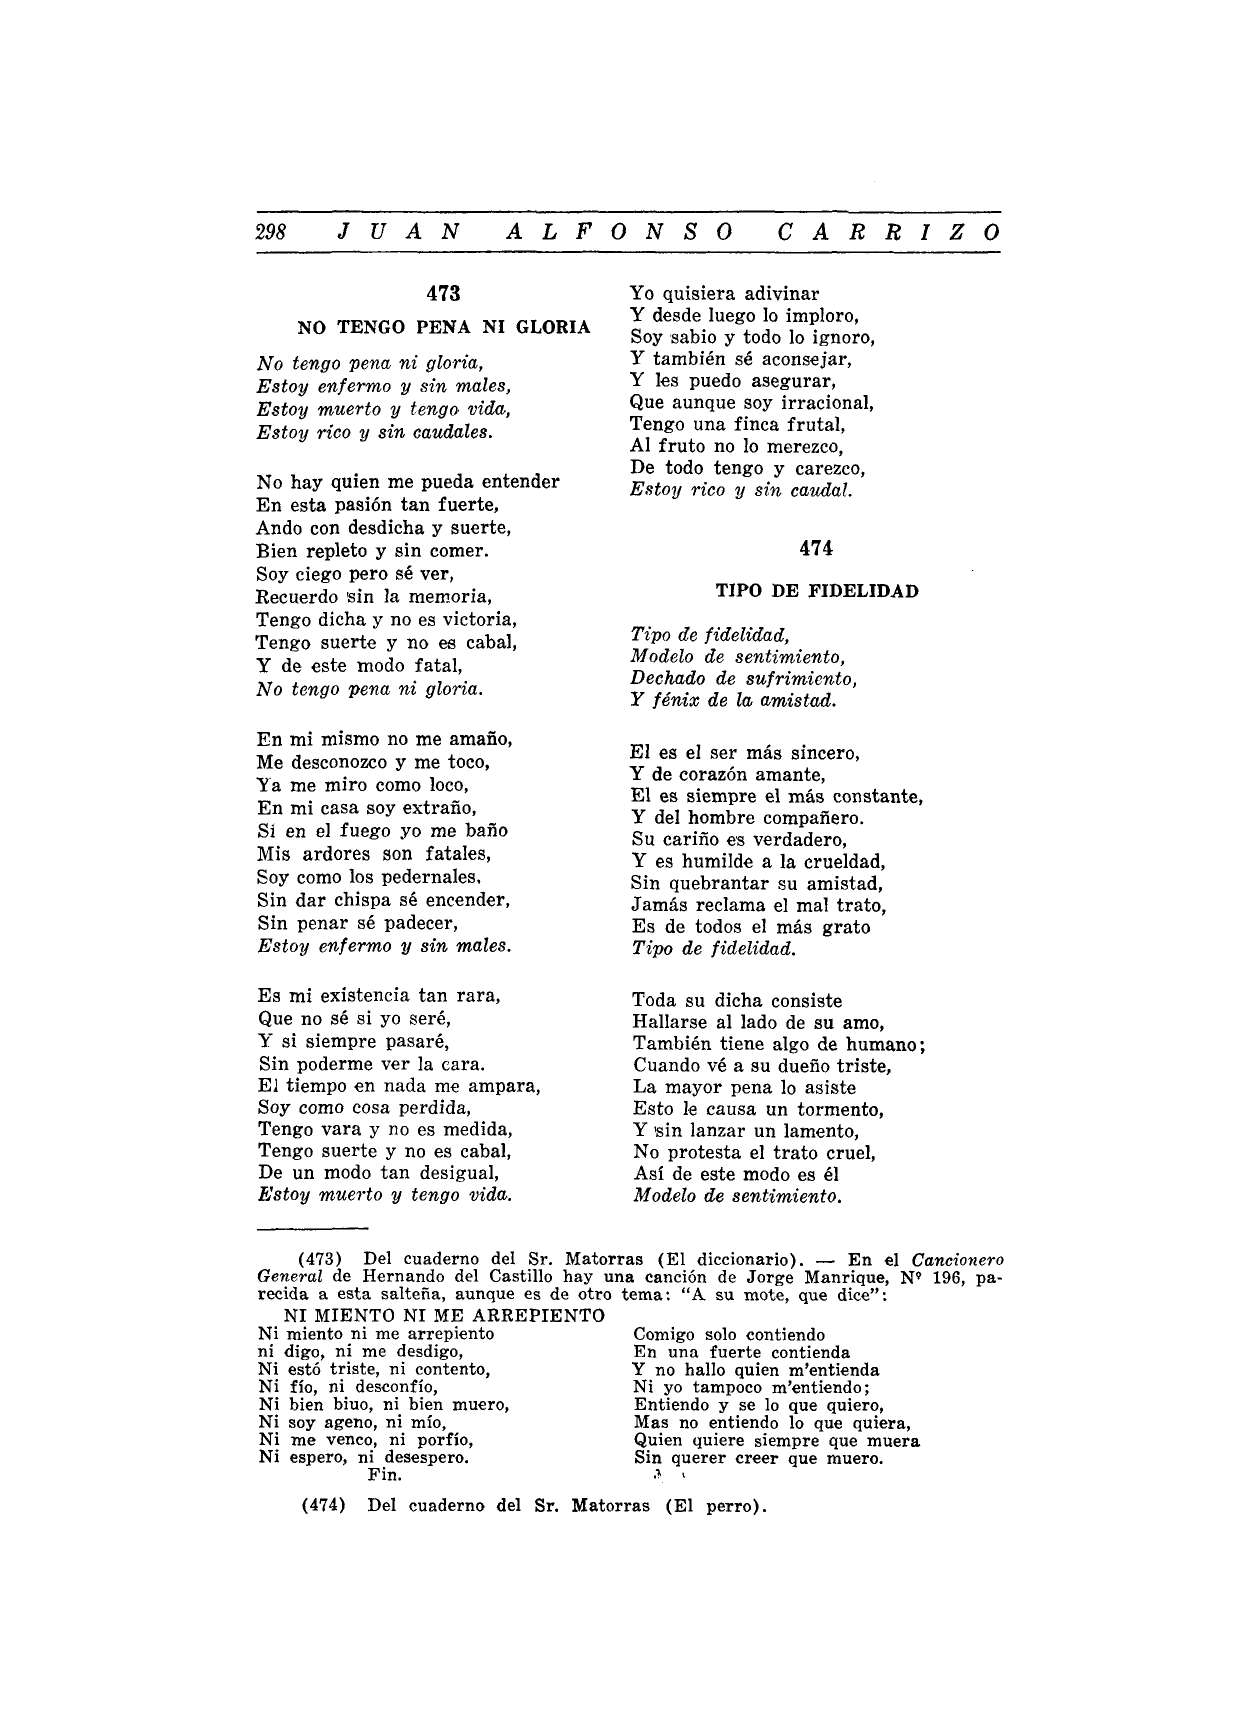 298 JUAN ALFONSO CARRIZO
473
NO TENGO PENA NI GLORIA
No tengo pena ni gloria,
Estoy enfermo y sin males,
Estoy muerto y tengo vida,
Estoy rico y sin caudales.
No hay quien me pueda entender
En esta pasión tan fuerte,
Ando con desdicha y suerte,
Bien repleto y sin comer.
Soy ciego pero sé ver,
Recuerdo sin la memoria,
Tengo dicha y no es victoria,
Tengo suerte y no es cabal,
Y de este modo fatal,
No tengo pena ni gloria.
En mi mismo no me amaño,
Me desconozco y me toco,
Ya me miro como loco,
En mi casa soy extraño,
Si en el fuego yo me baño
Mis ardores son fatales,
Soy como los pedernales,
Sin dar chispa sé encender,
Sin penar sé padecer,
Estoy enfermo y sin males.
Es mi existencia tan rara,
Que no sé si yo seré,
Y si siempre pasaré,
Sin poderme ver la cara.
El tiempo en nada me ampara,
Soy como cosa perdida,
Tengo vara y no es medida,
Tengo suerte y no es cabal,
De un modo tan desigual,
Estoy muerto y tengo vida.
Yo quisiera adivinar
Y desde luego lo imploro,
Soy sabio y todo lo ignoro,
Y también sé aconsejar,
Y les puedo asegurar,
Que aunque soy irracional,
Tengo una finca frutal,
Al fruto no lo merezco,
De todo tengo y carezco,
Estoy rico y sin caudal.
474
TIPO DE FIDELIDAD
Tipo de fidelidad,
Modelo de sentimiento,
Dechado de sufrimiento,
Y fénix de la amistad.
El es el ser más sincero,
Y de corazón amante,
El es siempre el más constante,
Y del hombre compañero.
Su cariño es verdadero,
Y es humilde a la crueldad,
Sin quebrantar su amistad,
Jamás reclama el mal trato,
Es de todos el más grato
Tipo de fidelidad.
Toda su dicha consiste
Hallarse al lado de su amo,
También tiene algo de humano;
Cuando vé a su dueño triste,
La mayor pena lo asiste
Esto le causa un tormento,
Y sin lanzar un lamento,
No protesta el trato cruel,
Así de este modo es él
Modelo de sentimiento.
(473) Del cuaderno del Sr. Matorras (El diccionario). — En el Cancionero
General de Hernando del Castillo hay una canción de Jorge Manrique, Nº 196, pa-
recida a esta salteña, aunque es de otro tema: "A su mote, que dice":
NI MIENTO NI ME ARREPIENTO
Ni miento ni me arrepiento
ni digo, ni me desdigo,
Ni estó triste, ni contento,
Ni fío, ni desconfío,
Ni bien biuo, ni bien muero,
Ni soy ageno, ni mío,
Ni me venco, ni porfío,
Ni espero, ni desespero.
Fin.
Comigo solo contiendo
En una fuerte contienda
Y no hallo quien m'entienda
Ni yo tampoco m'entiendo;
Entiendo y se lo que quiero,
Mas no entiendo lo que quiera,
Quien quiere siempre que muera
Sin querer creer que muero.
(474) Del cuaderno del Sr. Matorras (El perro).